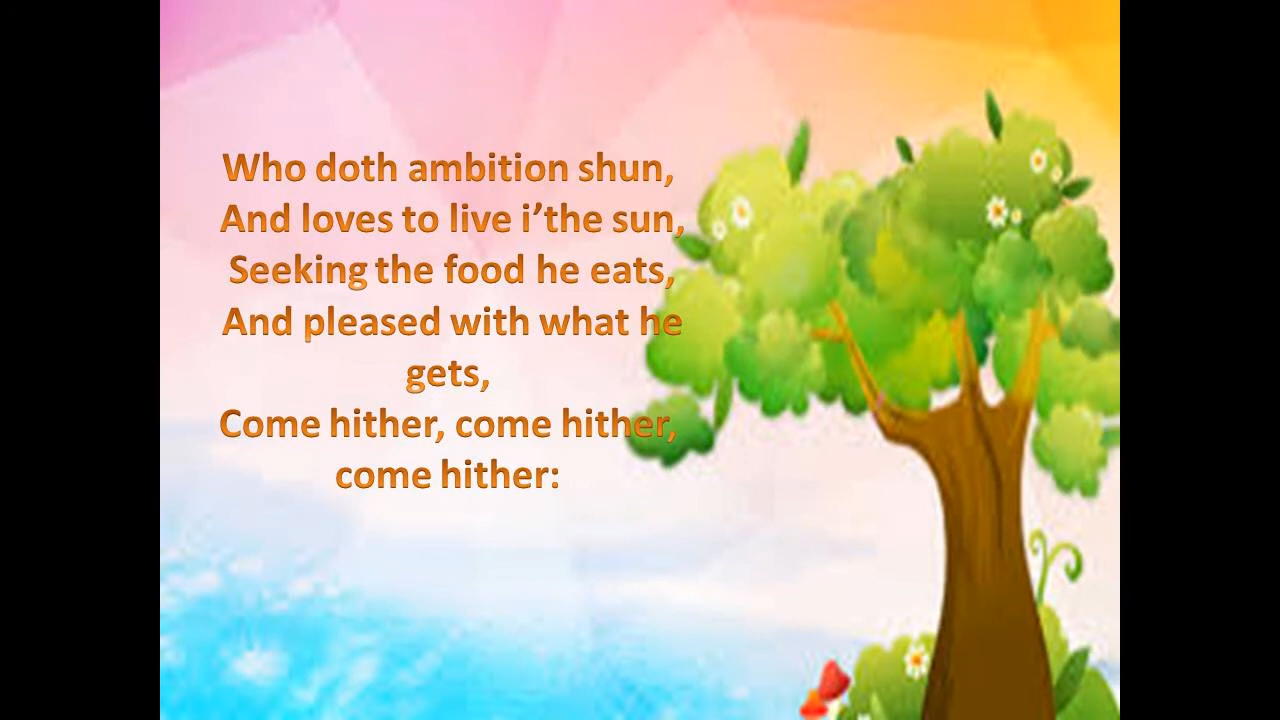 Who doth ambition shun,
And loves to live i’the sun,
Seeking the food he eats,
And pleased with what he
gets,
Come hither, come hither,
come hither: